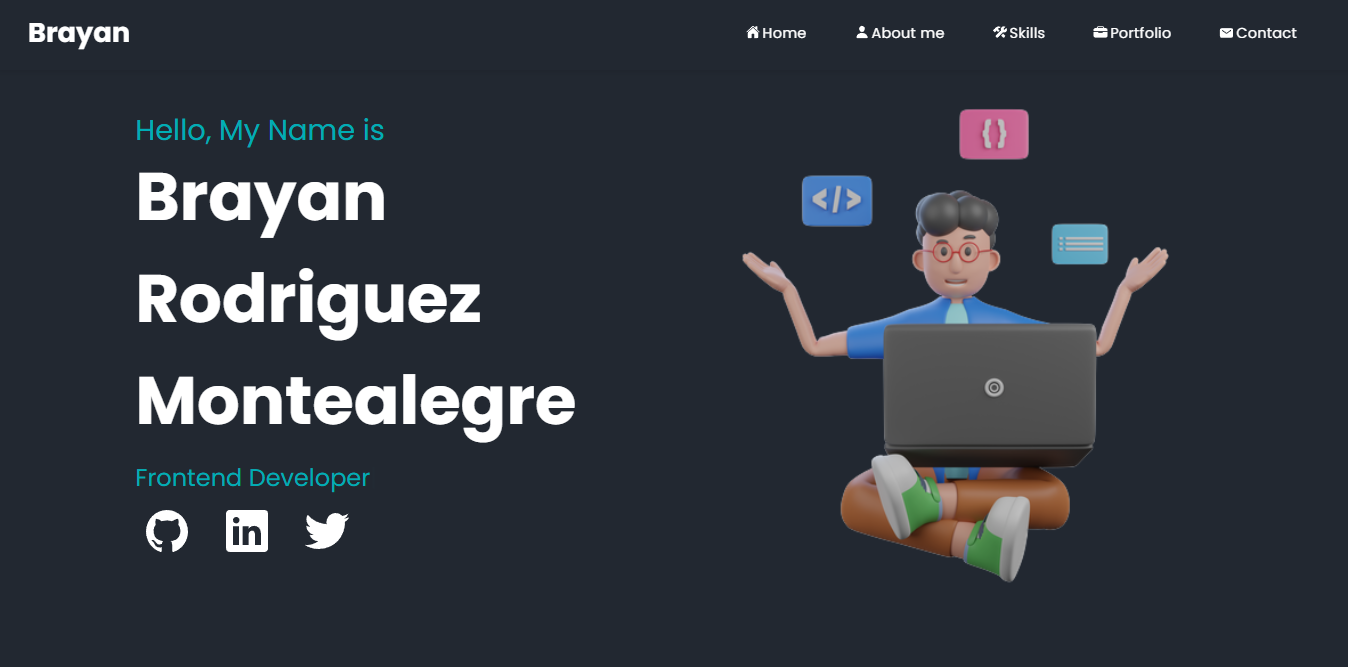 Brayan
Home About me Skills Portfolio Contact
Hello, My Name is
Brayan
Rodriguez
Montealegre
Frontend Developer
in
{}
</>